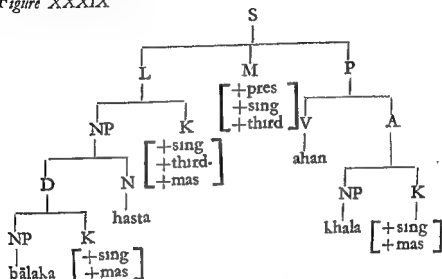 Figure XXXIX
S
L M P
[+pres
+sing
+third]
NP K V A
[+sing
+third.
+mas]
ahan
D N NP K
hasta khala [+sing
+mas]
NP K
bālaka [+sing
+mas]